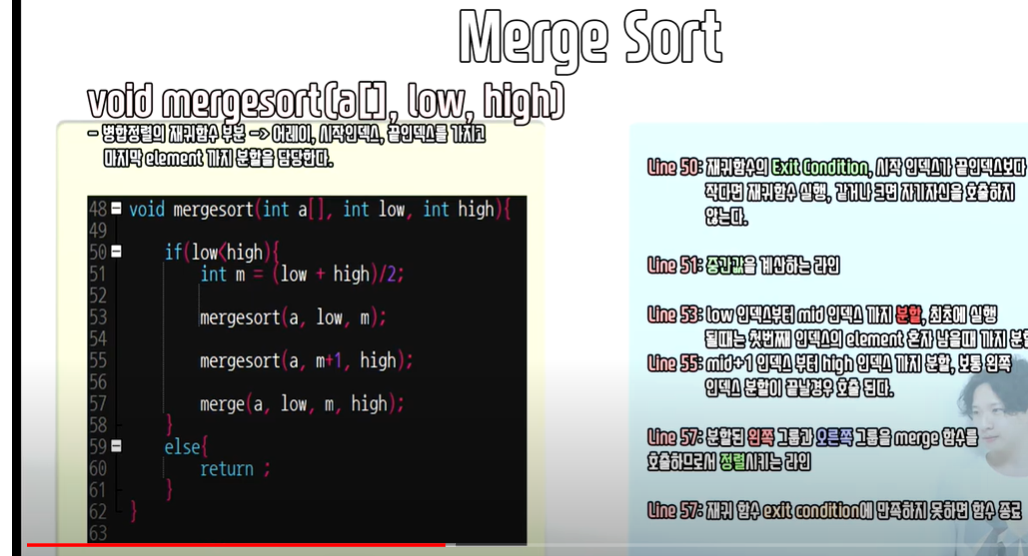 Merge Sort
void mergesort(a[], low, high)
- 병합정렬의 재귀함수 부분 -> 어레이, 시작인덱스, 끝인덱스를 가지고
마지막 element 까지 분할을 담당한다.
48 void mergesort(int a[], int low, int high){
49
50 if(low<high){
51 int m = (low + high)/2;
52
53 mergesort(a, low, m);
54
55 mergesort(a, m+1, high);
56
57 merge(a, low, m, high);
58 }
59 else{
60 return ;
61 }
62 }
63
Line 50: 재귀함수의 Exit Condition, 시작 인덱스가 끝인덱스보다
작다면 재귀함수 실행, 같거나 크면 자기자신을 호출하지
않는다.
Line 51: 중간값을 계산하는 라인
Line 53: low 인덱스부터 mid 인덱스 까지 분할, 최초에 실행
될때는 첫번째 인덱스의 element 혼자 남을때 까지 분할
Line 55: mid+1 인덱스 부터 high 인덱스 까지 분할, 보통 왼쪽
인덱스 분할이 끝날경우 호출 된다.
Line 57: 분할된 왼쪽 그룹과 오른쪽 그룹을 merge 함수를
호출하므로서 정렬시키는 라인
Line 57: 재귀 함수 exit condition에 만족하지 못하면 함수 종료